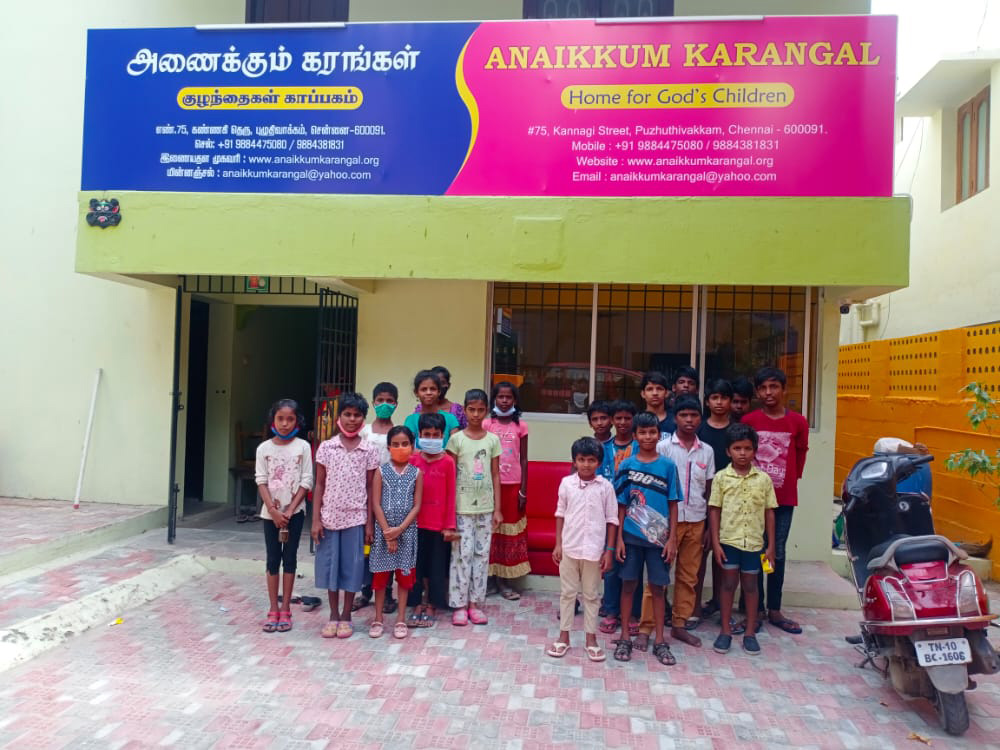 அணைக்கும் கரங்கள்
குழந்தைகள் காப்பகம்
எண்.75, கண்ணகி தெரு, புழுதிவாக்கம், சென்னை-600091.
செல்: +91 9884475080 / 9884381831
இணையதள முகவரி : www.anaikkumkarangal.org
மின்னஞ்சல் : anaikkumkarangal@yahoo.com
ANAIKKUM KARANGAL
Home for God's Children
#75, Kannagi Street, Puzhuthivakkam, Chennai - 600091.
Mobile : +91 9884475080 / 9884381831
Website : www.anaikkumkarangal.org
Email : anaikkumkarangal@yahoo.com
TN-10
BC-1606